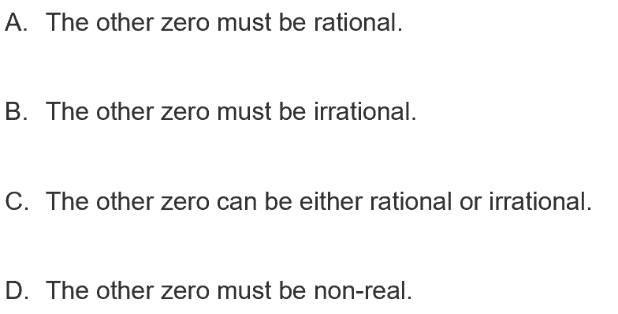 A. The other zero must be rational.
B. The other zero must be irrational.
C. The other zero can be either rational or irrational.
D. The other zero must be non-real.